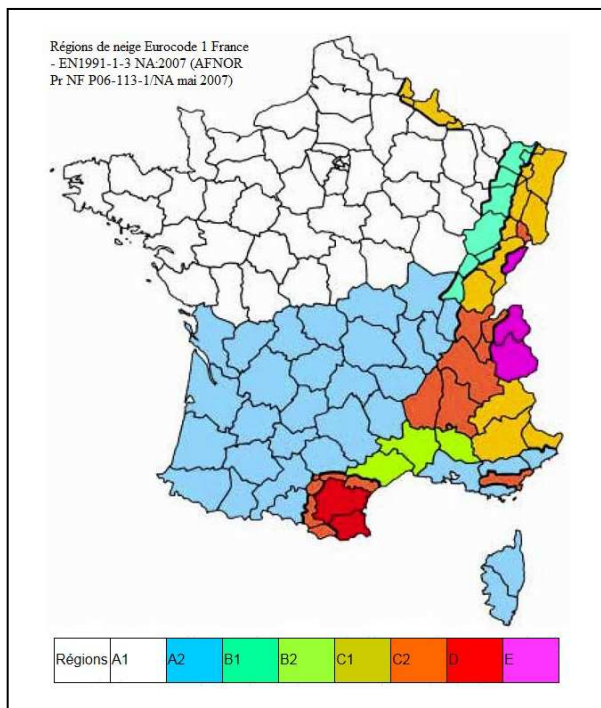 Régions de neige Eurocode 1 France
- EN1991-1-3 NA:2007 (AFNOR
Pr NF P06-113-1/NA mai 2007)
Régions A1 A2 B1 B2 C1 C2 D E